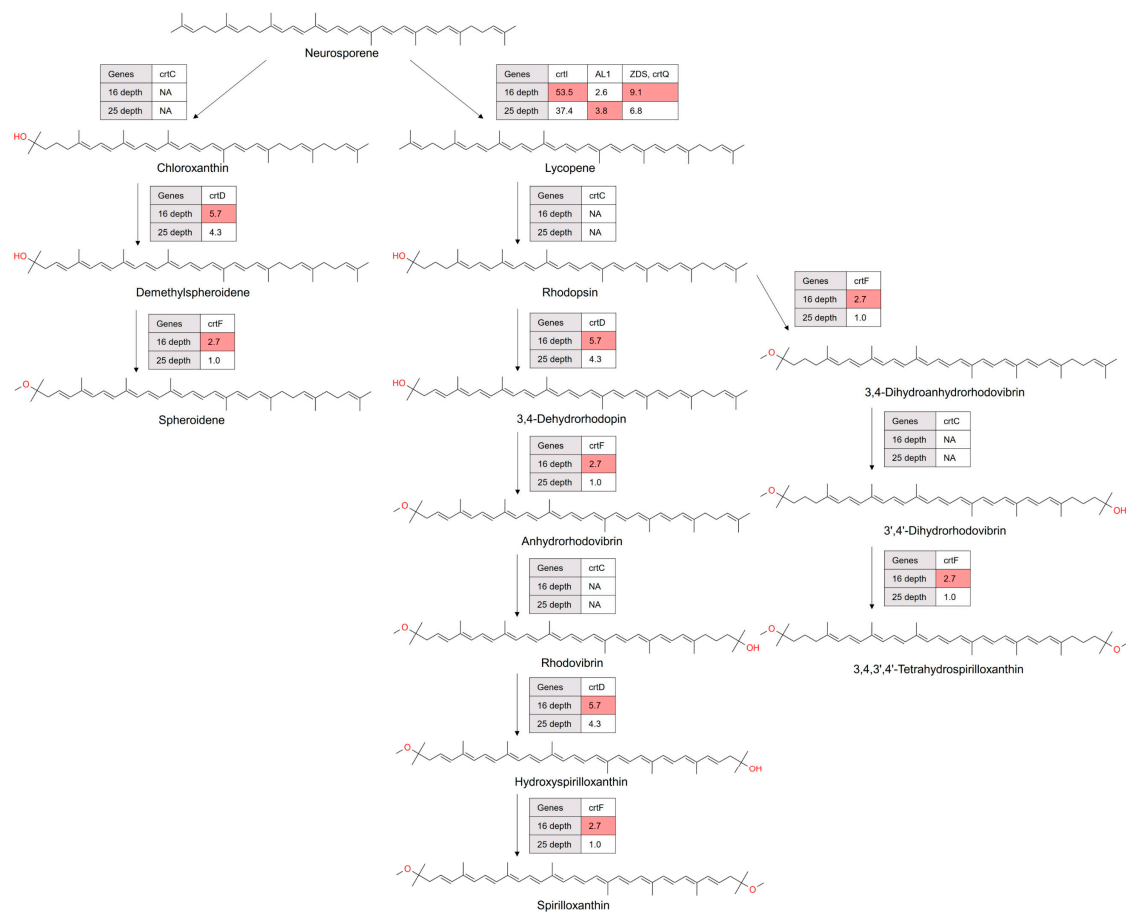 Neurosporene
Genes crtC
16 depth NA
25 depth NA
Genes crtI AL1 ZDS, crtQ
16 depth 53.5 2.6 9.1
25 depth 37.4 3.8 6.8
HO
Chloroxanthin
Lycopene
Genes crtD
16 depth 5.7
25 depth 4.3
Genes crtC
16 depth NA
25 depth NA
HO
Demethylspheroidene
HO
Rhodopsin
Genes crtF
16 depth 2.7
25 depth 1.0
Genes crtF
16 depth 2.7
25 depth 1.0
Genes crtD
16 depth 5.7
25 depth 4.3
O
Spheroidene
HO
3,4-Dehydrorhodopin
O
3,4-Dihydroanhydrorhodovibrin
Genes crtF
16 depth 2.7
25 depth 1.0
Genes crtC
16 depth NA
25 depth NA
O
Anhydrorhodovibrin
O
OH
3',4'-Dihydrorhodovibrin
Genes crtC
16 depth NA
25 depth NA
Genes crtF
16 depth 2.7
25 depth 1.0
O
OH
Rhodovibrin
O
O
3,4,3',4'-Tetrahydrospirilloxanthin
Genes crtD
16 depth 5.7
25 depth 4.3
O
OH
Hydroxyspirilloxanthin
Genes crtF
16 depth 2.7
25 depth 1.0
O
O
Spirilloxanthin